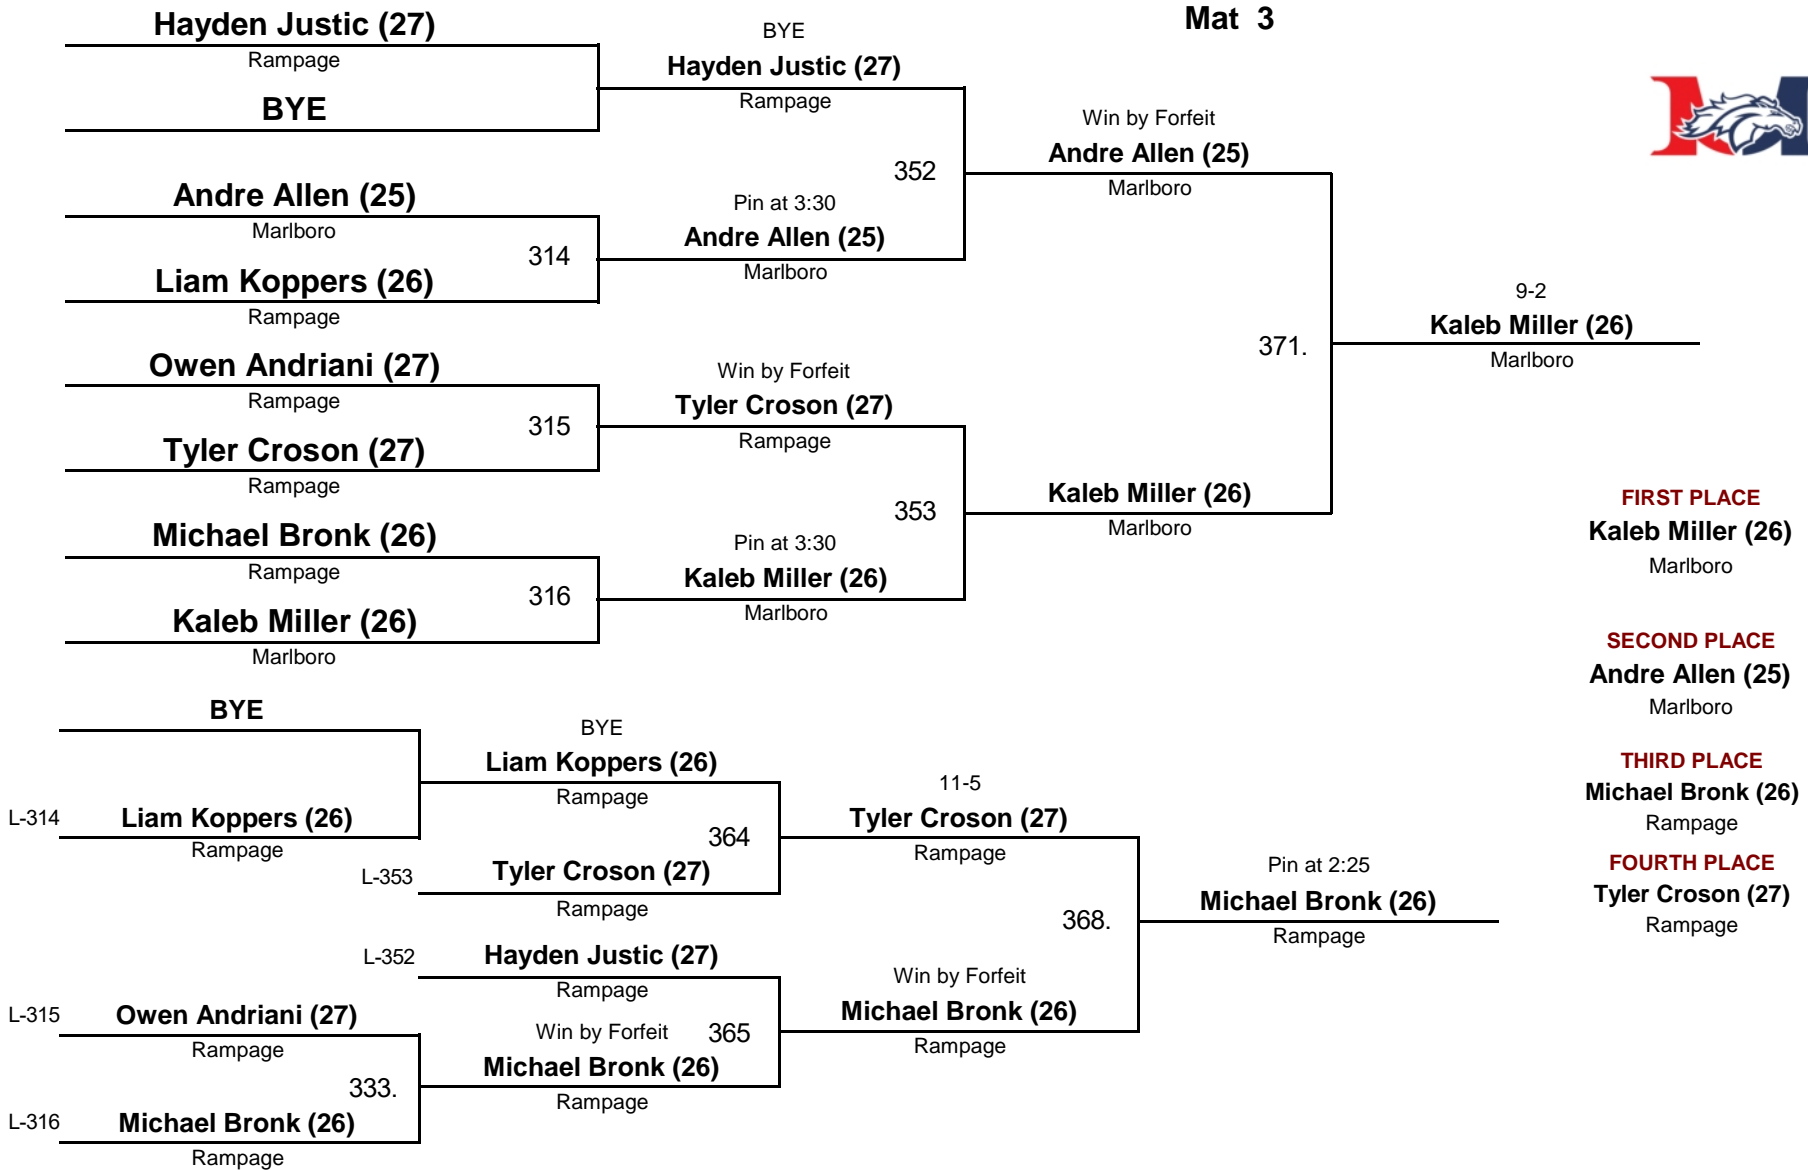 Mat 3
Hayden Justic (27)
Rampage
BYE
Andre Allen (25)
Marlboro
314
Liam Koppers (26)
Rampage
Owen Andriani (27)
Rampage
315
Tyler Croson (27)
Rampage
Michael Bronk (26)
Rampage
316
Kaleb Miller (26)
Marlboro
BYE
Hayden Justic (27)
Rampage
352
Pin at 3:30
Andre Allen (25)
Marlboro
Win by Forfeit
Tyler Croson (27)
Rampage
353
Pin at 3:30
Kaleb Miller (26)
Marlboro
Win by Forfeit
Andre Allen (25)
Marlboro
371.
Kaleb Miller (26)
Marlboro
9-2
Kaleb Miller (26)
Marlboro
BYE
L-314
Liam Koppers (26)
Rampage
L-315
Owen Andriani (27)
Rampage
333.
L-316
Michael Bronk (26)
Rampage
BYE
Liam Koppers (26)
Rampage
364
L-353
Tyler Croson (27)
Rampage
L-352
Hayden Justic (27)
Rampage
Win by Forfeit
365
Michael Bronk (26)
Rampage
11-5
Tyler Croson (27)
Rampage
368.
Win by Forfeit
Michael Bronk (26)
Rampage
Pin at 2:25
Michael Bronk (26)
Rampage
FIRST PLACE
Kaleb Miller (26)
Marlboro
SECOND PLACE
Andre Allen (25)
Marlboro
THIRD PLACE
Michael Bronk (26)
Rampage
FOURTH PLACE
Tyler Croson (27)
Rampage